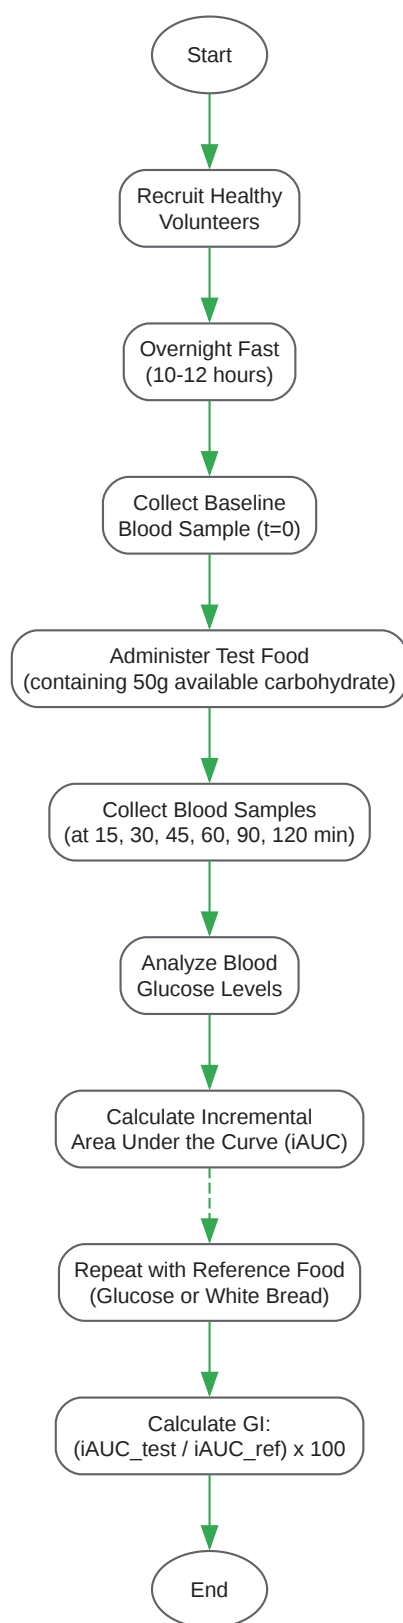 Start
Recruit Healthy
Volunteers
Overnight Fast
(10-12 hours)
Collect Baseline
Blood Sample (t=0)
Administer Test Food
(containing 50g available carbohydrate)
Collect Blood Samples
(at 15, 30, 45, 60, 90, 120 min)
Analyze Blood
Glucose Levels
Calculate Incremental
Area Under the Curve (iAUC)
Repeat with Reference Food
(Glucose or White Bread)
Calculate GI:
(iAUC_test / iAUC_ref) x 100
End